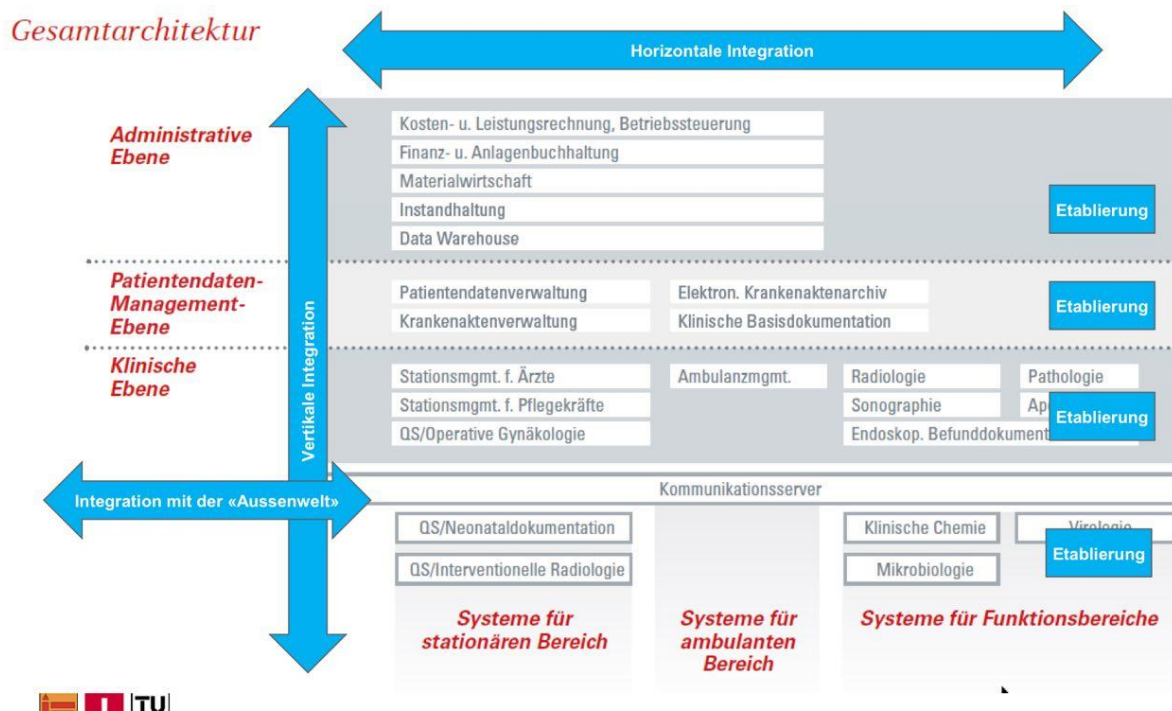 Gesamtarchitektur
Horizontale Integration
Administrative
Ebene
Kosten- u. Leistungsrechnung, Betriebssteuerung
Finanz- u. Anlagenbuchhaltung
Materialwirtschaft
Instandhaltung
Data Warehouse
Etablierung
Patientendaten-
Management-
Ebene
Patientendatenverwaltung
Elektron. Krankenaktenarchiv
Krankenaktenverwaltung
Klinische Basisdokumentation
Etablierung
Vertikale Integration
Klinische
Ebene
Stationsmgmt. f. Ärzte
Ambulanzmgmt.
Radiologie
Pathologie
Stationsmgmt. f. Pflegekräfte
Sonographie
Etablierung
QS/Operative Gynäkologie
Endoskop. Befunddokument
Integration mit der «Aussenwelt»
Kommunikationsserver
QS/Neonataldokumentation
Klinische Chemie
Virologie
QS/Interventionelle Radiologie
Mikrobiologie
Etablierung
Systeme für
stationären Bereich
Systeme für
ambulanten
Bereich
Systeme für Funktionsbereiche
TU